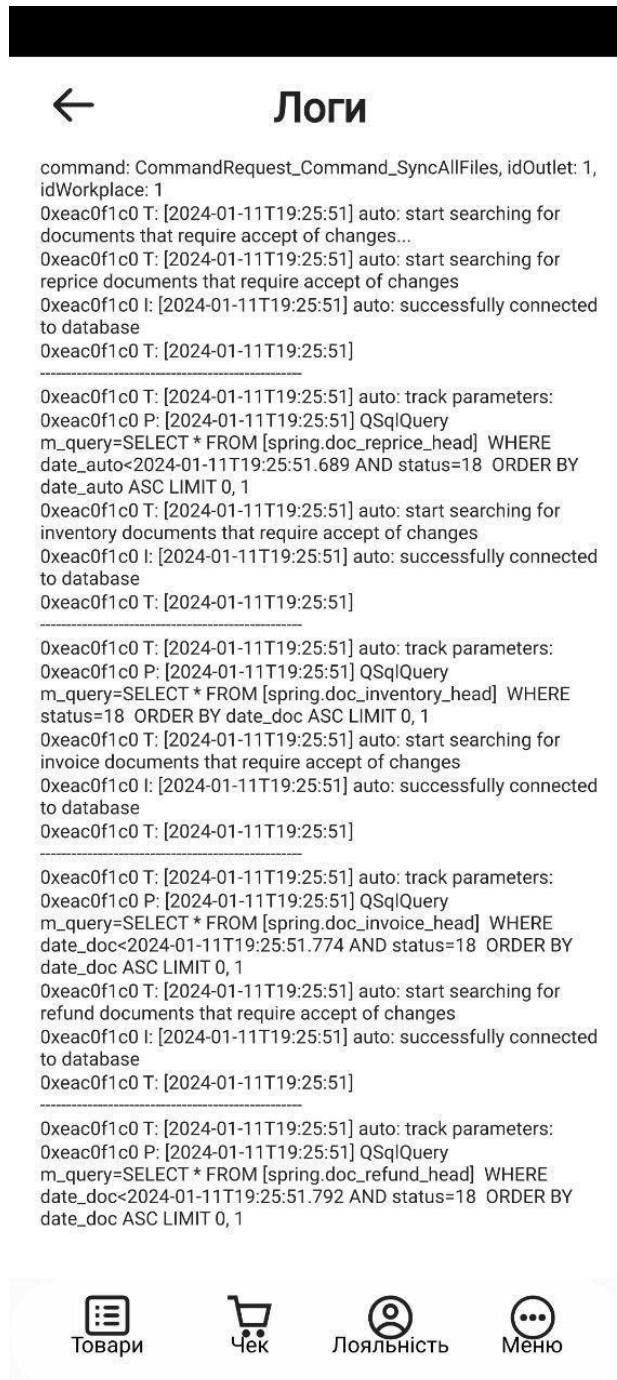 Логи
command: CommandRequest_Command_SyncAllFiles, idOutlet: 1,
idWorkplace: 1
0xeac0f1c0 T: [2024-01-11T19:25:51] auto: start searching for
documents that require accept of changes...
0xeac0f1c0 T: [2024-01-11T19:25:51] auto: start searching for
reprice documents that require accept of changes
0xeac0f1c0 I: [2024-01-11T19:25:51] auto: successfully connected
to database
0xeac0f1c0 T: [2024-01-11T19:25:51]
--------------------------------------------------
0xeac0f1c0 T: [2024-01-11T19:25:51] auto: track parameters:
0xeac0f1c0 P: [2024-01-11T19:25:51] QSqlQuery
m_query=SELECT * FROM [spring.doc_reprice_head]  WHERE
date_auto<2024-01-11T19:25:51.689 AND status=18  ORDER BY
date_auto ASC LIMIT 0, 1
0xeac0f1c0 T: [2024-01-11T19:25:51] auto: start searching for
inventory documents that require accept of changes
0xeac0f1c0 I: [2024-01-11T19:25:51] auto: successfully connected
to database
0xeac0f1c0 T: [2024-01-11T19:25:51]
--------------------------------------------------
0xeac0f1c0 T: [2024-01-11T19:25:51] auto: track parameters:
0xeac0f1c0 P: [2024-01-11T19:25:51] QSqlQuery
m_query=SELECT * FROM [spring.doc_inventory_head]  WHERE
status=18  ORDER BY date_doc ASC LIMIT 0, 1
0xeac0f1c0 T: [2024-01-11T19:25:51] auto: start searching for
invoice documents that require accept of changes
0xeac0f1c0 I: [2024-01-11T19:25:51] auto: successfully connected
to database
0xeac0f1c0 T: [2024-01-11T19:25:51]
--------------------------------------------------
0xeac0f1c0 T: [2024-01-11T19:25:51] auto: track parameters:
0xeac0f1c0 P: [2024-01-11T19:25:51] QSqlQuery
m_query=SELECT * FROM [spring.doc_invoice_head]  WHERE
date_doc<2024-01-11T19:25:51.774 AND status=18  ORDER BY
date_doc ASC LIMIT 0, 1
0xeac0f1c0 T: [2024-01-11T19:25:51] auto: start searching for
refund documents that require accept of changes
0xeac0f1c0 I: [2024-01-11T19:25:51] auto: successfully connected
to database
0xeac0f1c0 T: [2024-01-11T19:25:51]
--------------------------------------------------
0xeac0f1c0 T: [2024-01-11T19:25:51] auto: track parameters:
0xeac0f1c0 P: [2024-01-11T19:25:51] QSqlQuery
m_query=SELECT * FROM [spring.doc_refund_head]  WHERE
date_doc<2024-01-11T19:25:51.792 AND status=18  ORDER BY
date_doc ASC LIMIT 0, 1
Товари Чек Лояльність Меню